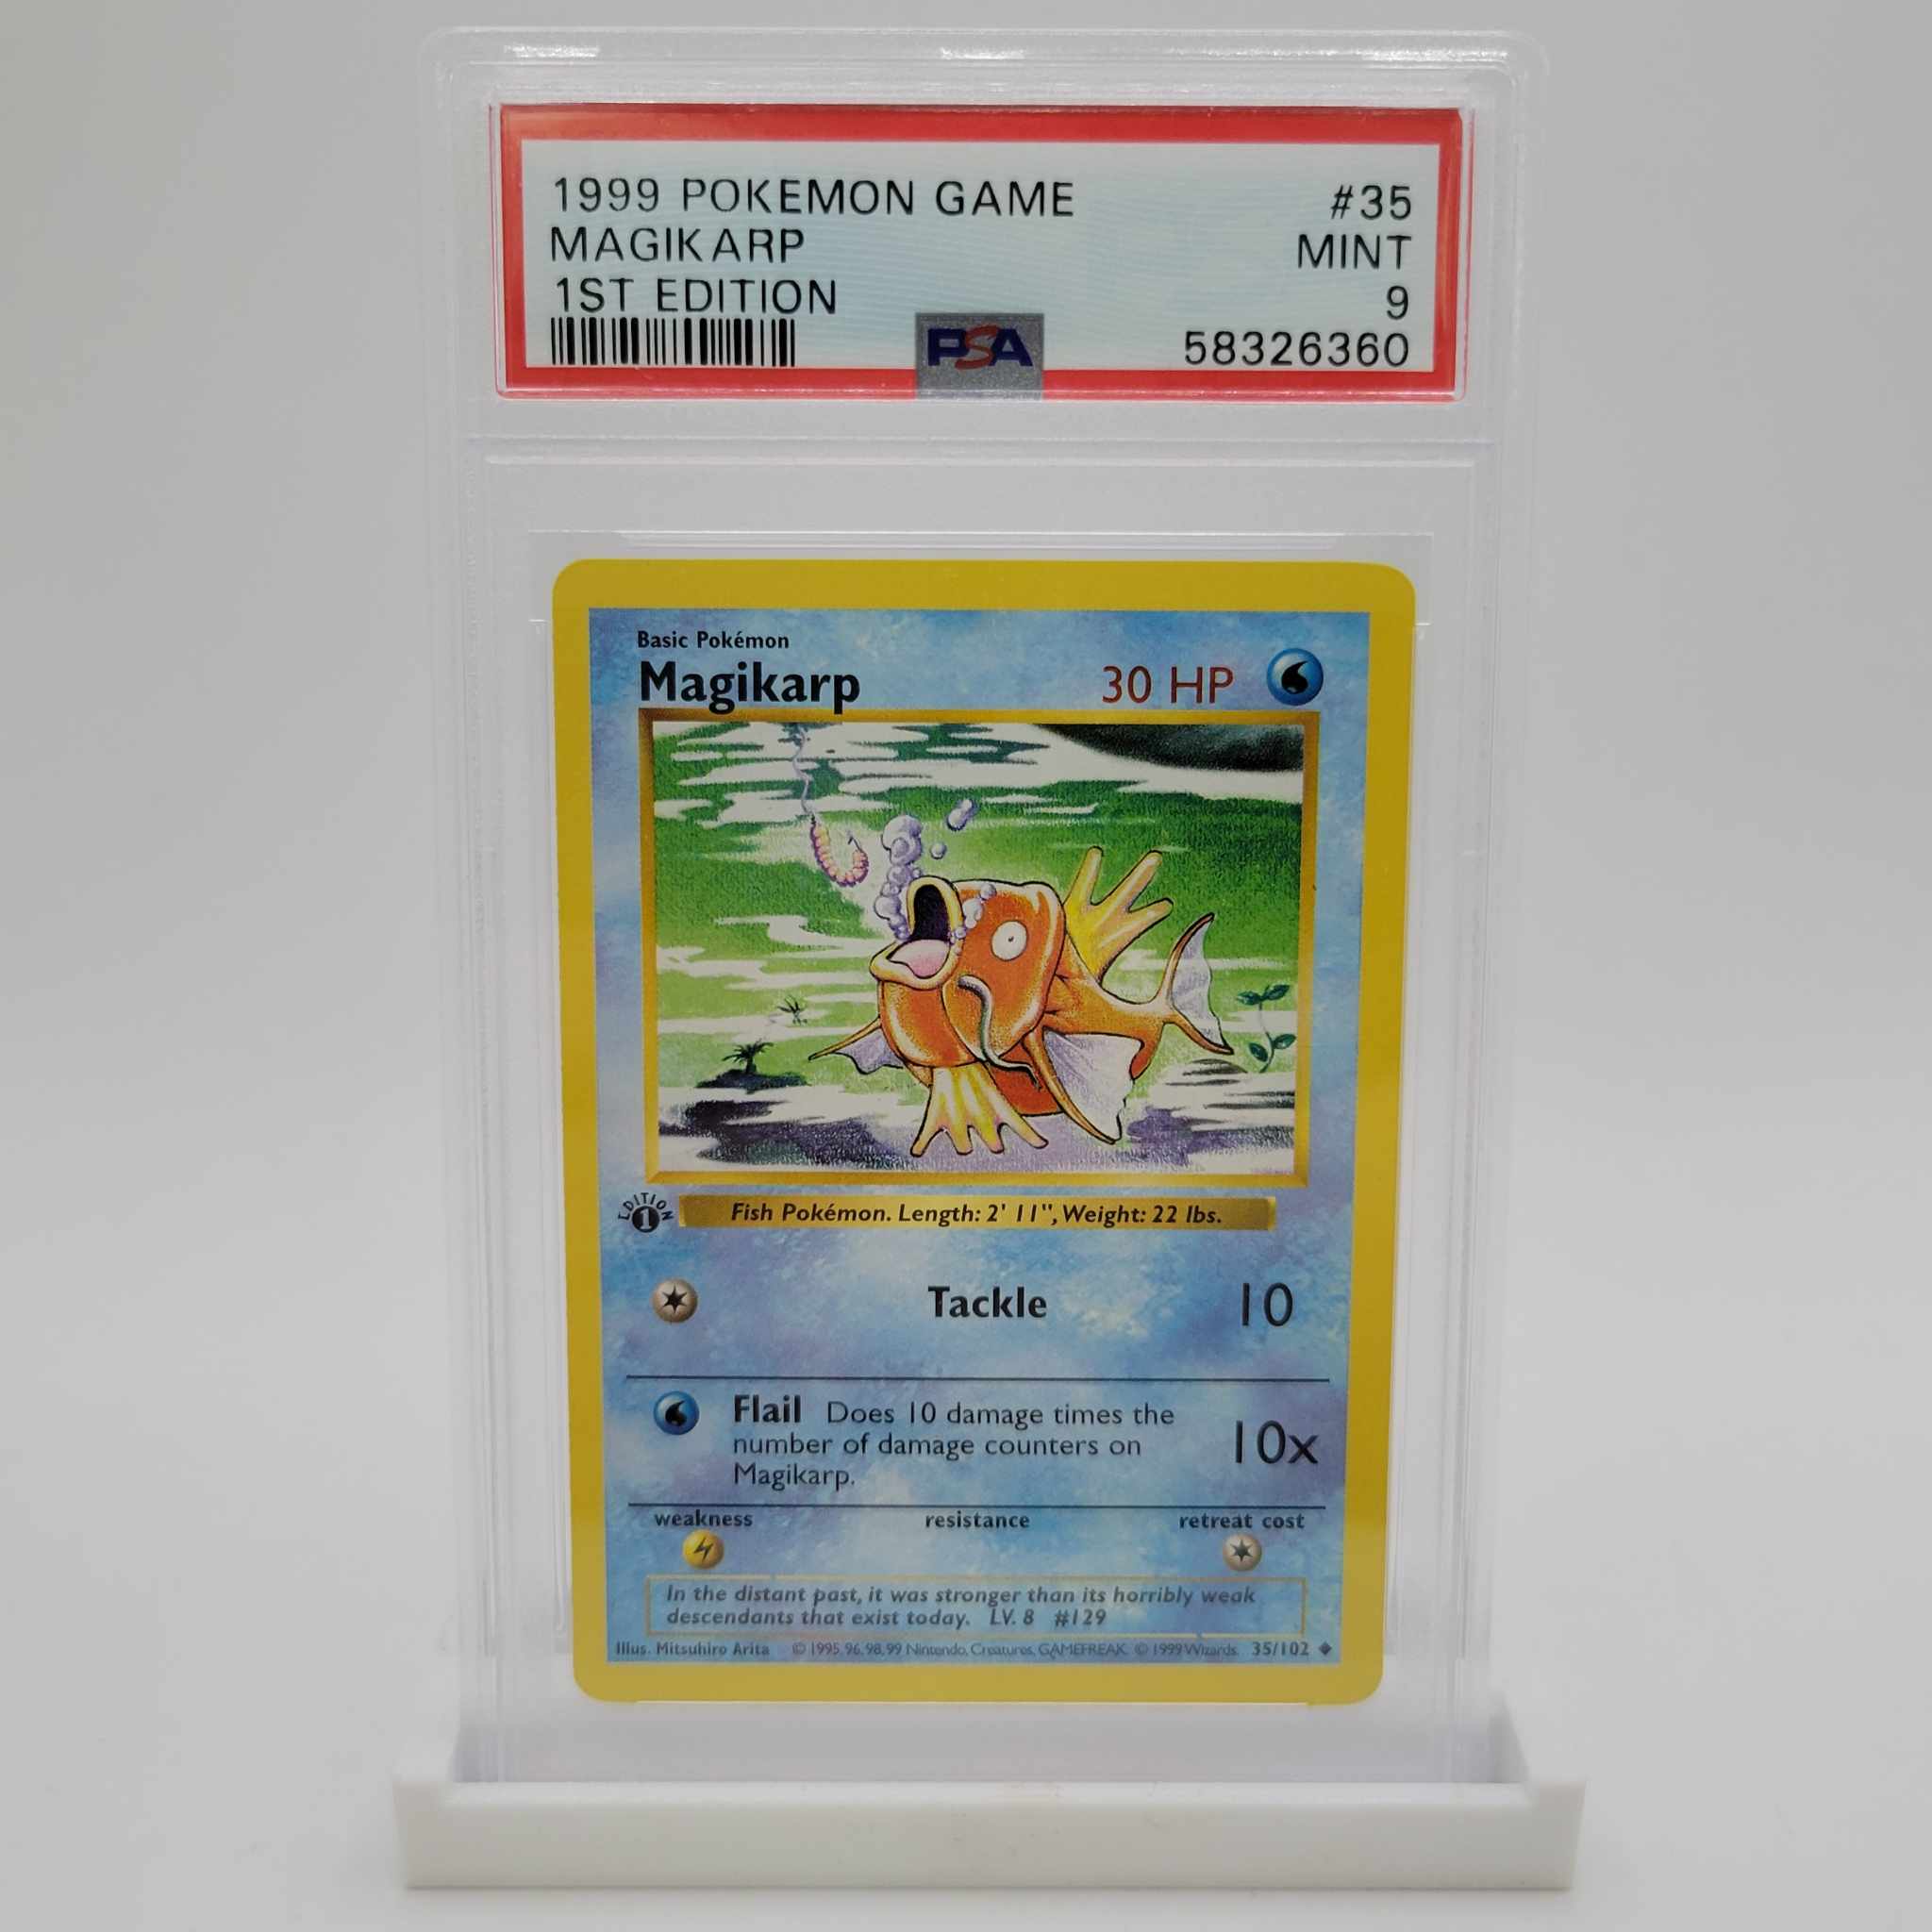 1999 POKEMON GAME #35
MAGIKARP MINT
1ST EDITION 9
PSA 58326360
Basic Pokémon
Magikarp 30 HP
EDITION
1
Fish Pokémon. Length: 2' 11", Weight: 22 lbs.
Tackle 10
Flail Does 10 damage times the
number of damage counters on
Magikarp.
10x
weakness resistance retreat cost
In the distant past, it was stronger than its horribly weak
descendants that exist today. LV. 8 #129
Illus. Mitsuhiro Arita © 1995, 96, 98, 99 Nintendo, Creatures, GAMEFREAK. © 1999 Wizards. 35/102